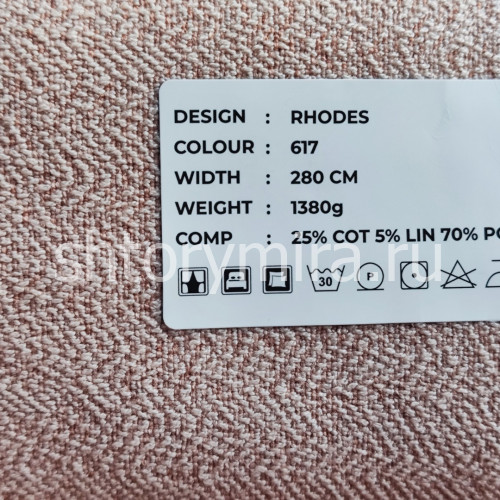 DESIGN : RHODES
COLOUR : 617
WIDTH : 280 CM
WEIGHT : 1380g
COMP : 25% COT 5% LIN 70% PO
shtorymira.ru
30 P